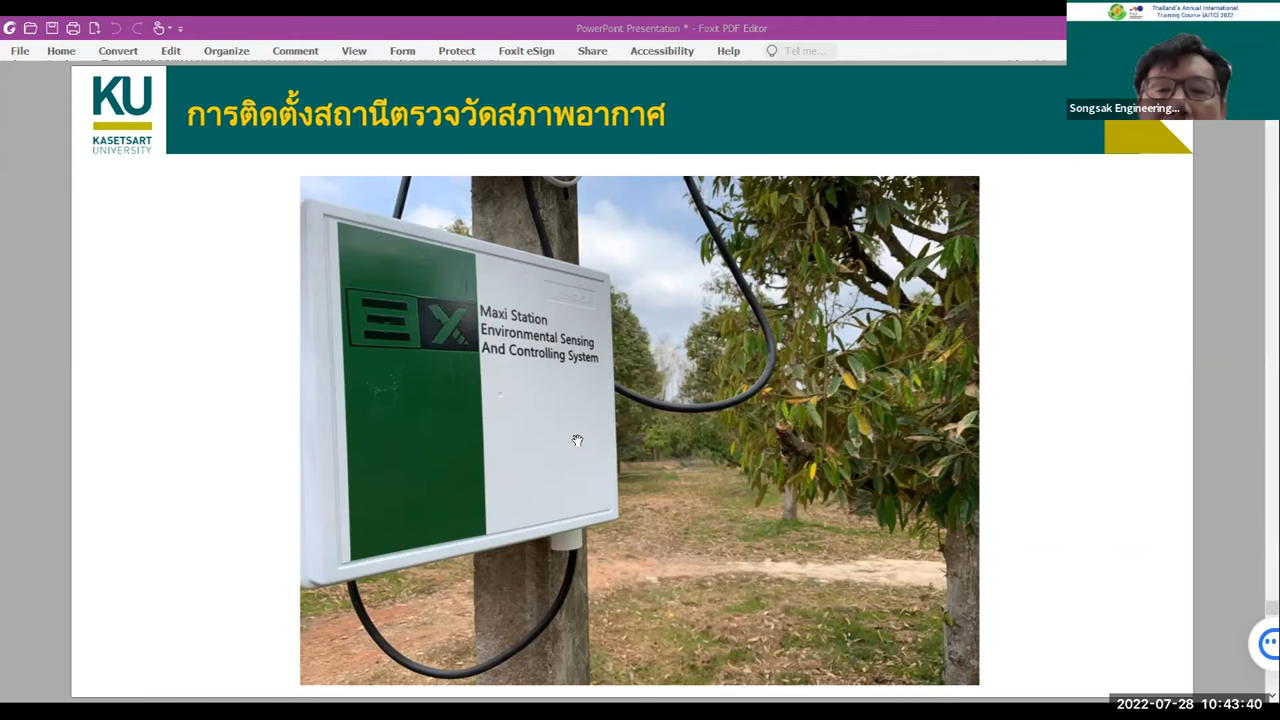 PowerPoint Presentation * - Foxit PDF Editor
File Home Convert Edit Organize Comment View Form Protect Foxit eSign Share Accessibility Help Tell me...
Thailand's Annual International
Training Course (AITC) 2022
Songsak Engineering...
KU
KASETSART
UNIVERSITY
การติดตั้งสถานีตรวจวัดสภาพอากาศ
EX
Maxi Station
Environmental Sensing
And Controlling System
2022-07-28 10:43:40